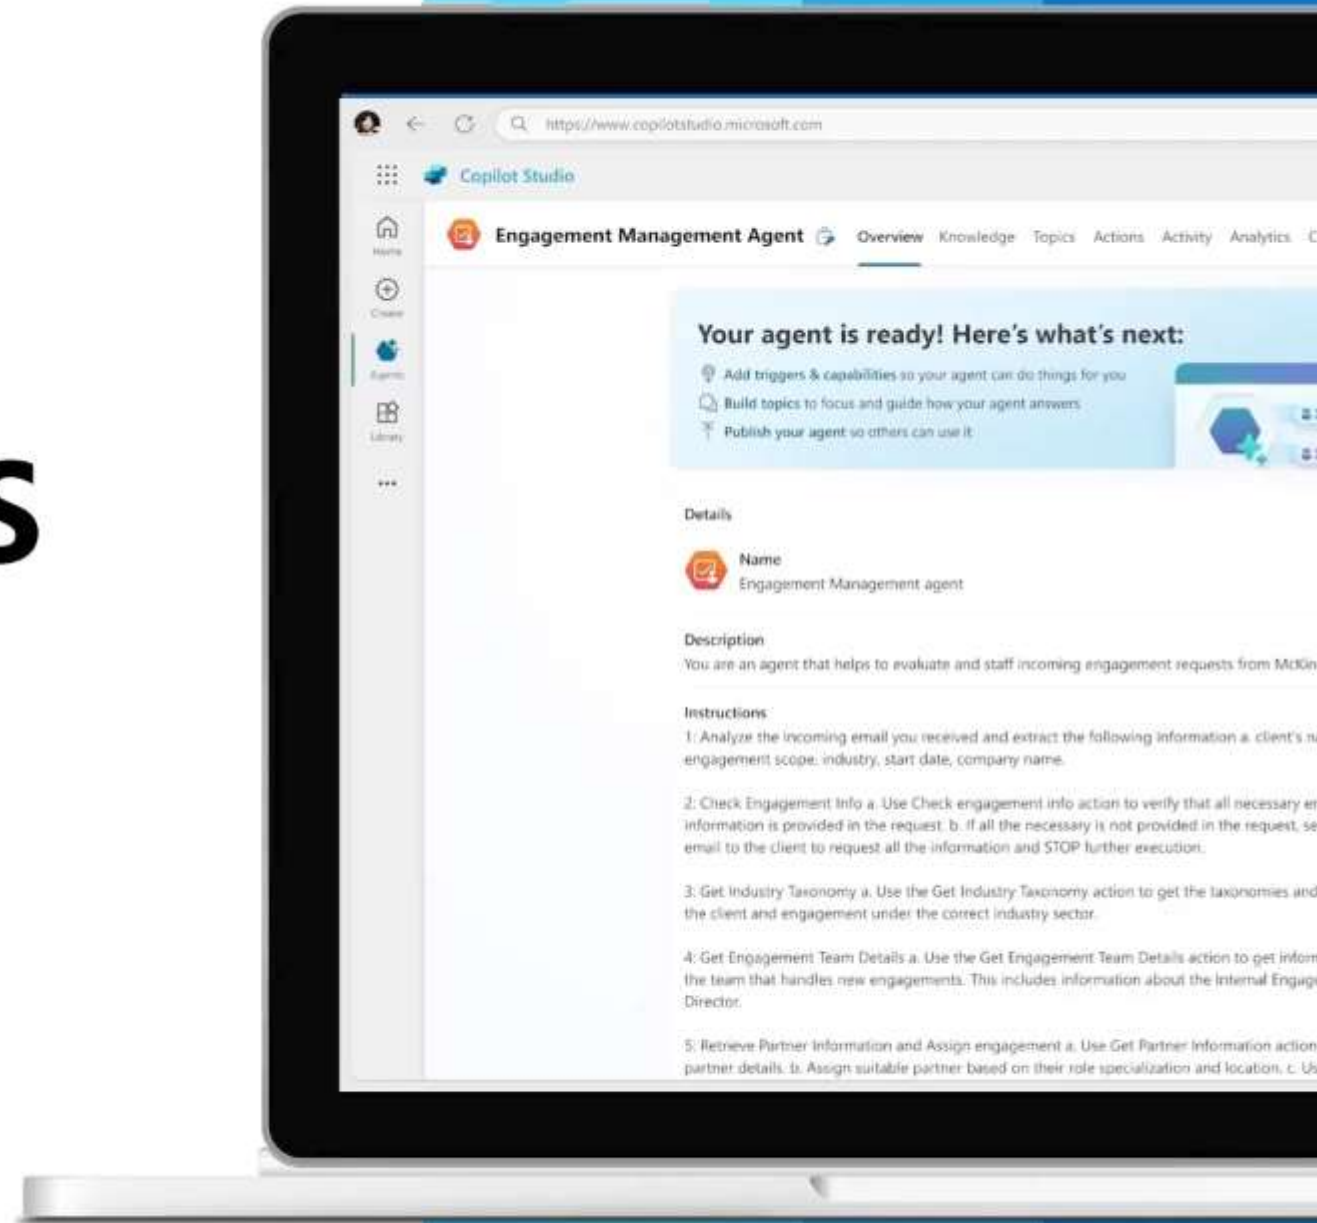 s
https://www.copilotstudio.microsoft.com
Copilot Studio
Home
Create
Agents
Library
Engagement Management Agent
Overview Knowledge Topics Actions Activity Analytics C
Your agent is ready! Here's what's next:
Add triggers & capabilities so your agent can do things for you
Build topics to focus and guide how your agent answers
Publish your agent so others can use it
Details
Name
Engagement Management agent
Description
You are an agent that helps to evaluate and staff incoming engagement requests from McKin
Instructions
1: Analyze the incoming email you received and extract the following information a. client's na
engagement scope, industry, start date, company name.
2: Check Engagement Info a. Use Check engagement info action to verify that all necessary en
information is provided in the request. b. If all the necessary is not provided in the request, se
email to the client to request all the information and STOP further execution.
3: Get Industry Taxonomy a. Use the Get Industry Taxonomy action to get the taxonomies and
the client and engagement under the correct industry sector.
4: Get Engagement Team Details a. Use the Get Engagement Team Details action to get inform
the team that handles new engagements. This includes information about the Internal Engage
Director.
5: Retrieve Partner Information and Assign engagement a. Use Get Partner Information action
partner details. b. Assign suitable partner based on their role specialization and location. c. Us